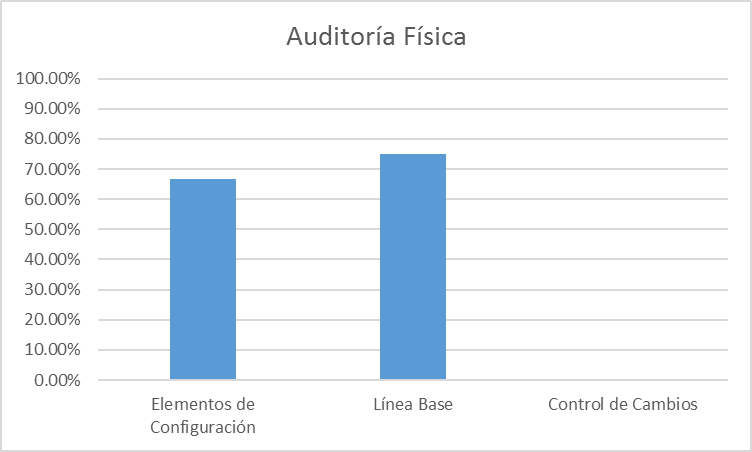 Auditoría Física
100.00%
90.00%
80.00%
70.00%
60.00%
50.00%
40.00%
30.00%
20.00%
10.00%
0.00%
Elementos de
Configuración
Línea Base
Control de Cambios